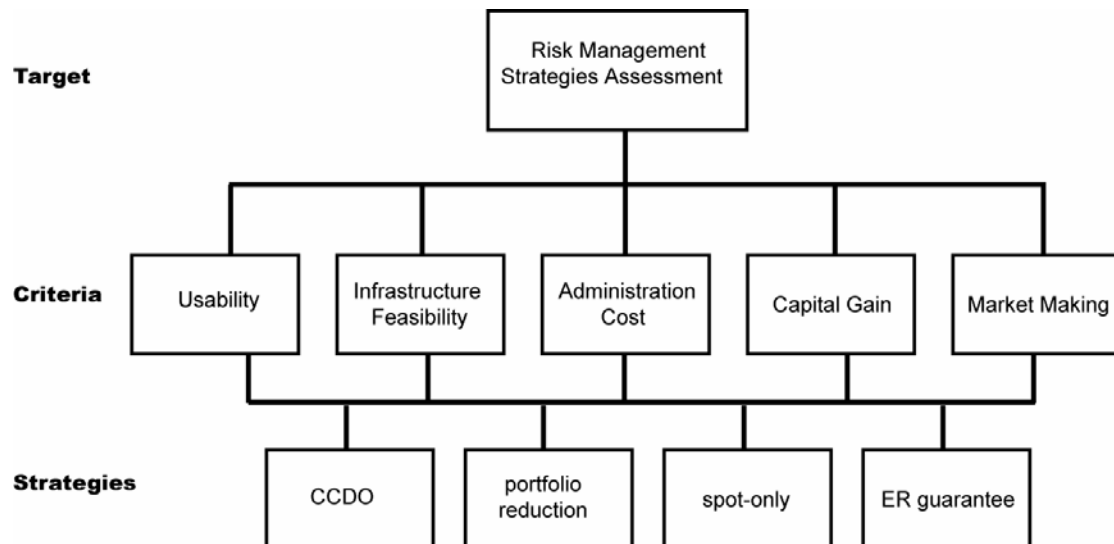 Target
Risk Management
Strategies Assessment
Criteria
Usability
Infrastructure
Feasibility
Administration
Cost
Capital Gain
Market Making
Strategies
CCDO
portfolio
reduction
spot-only
ER guarantee